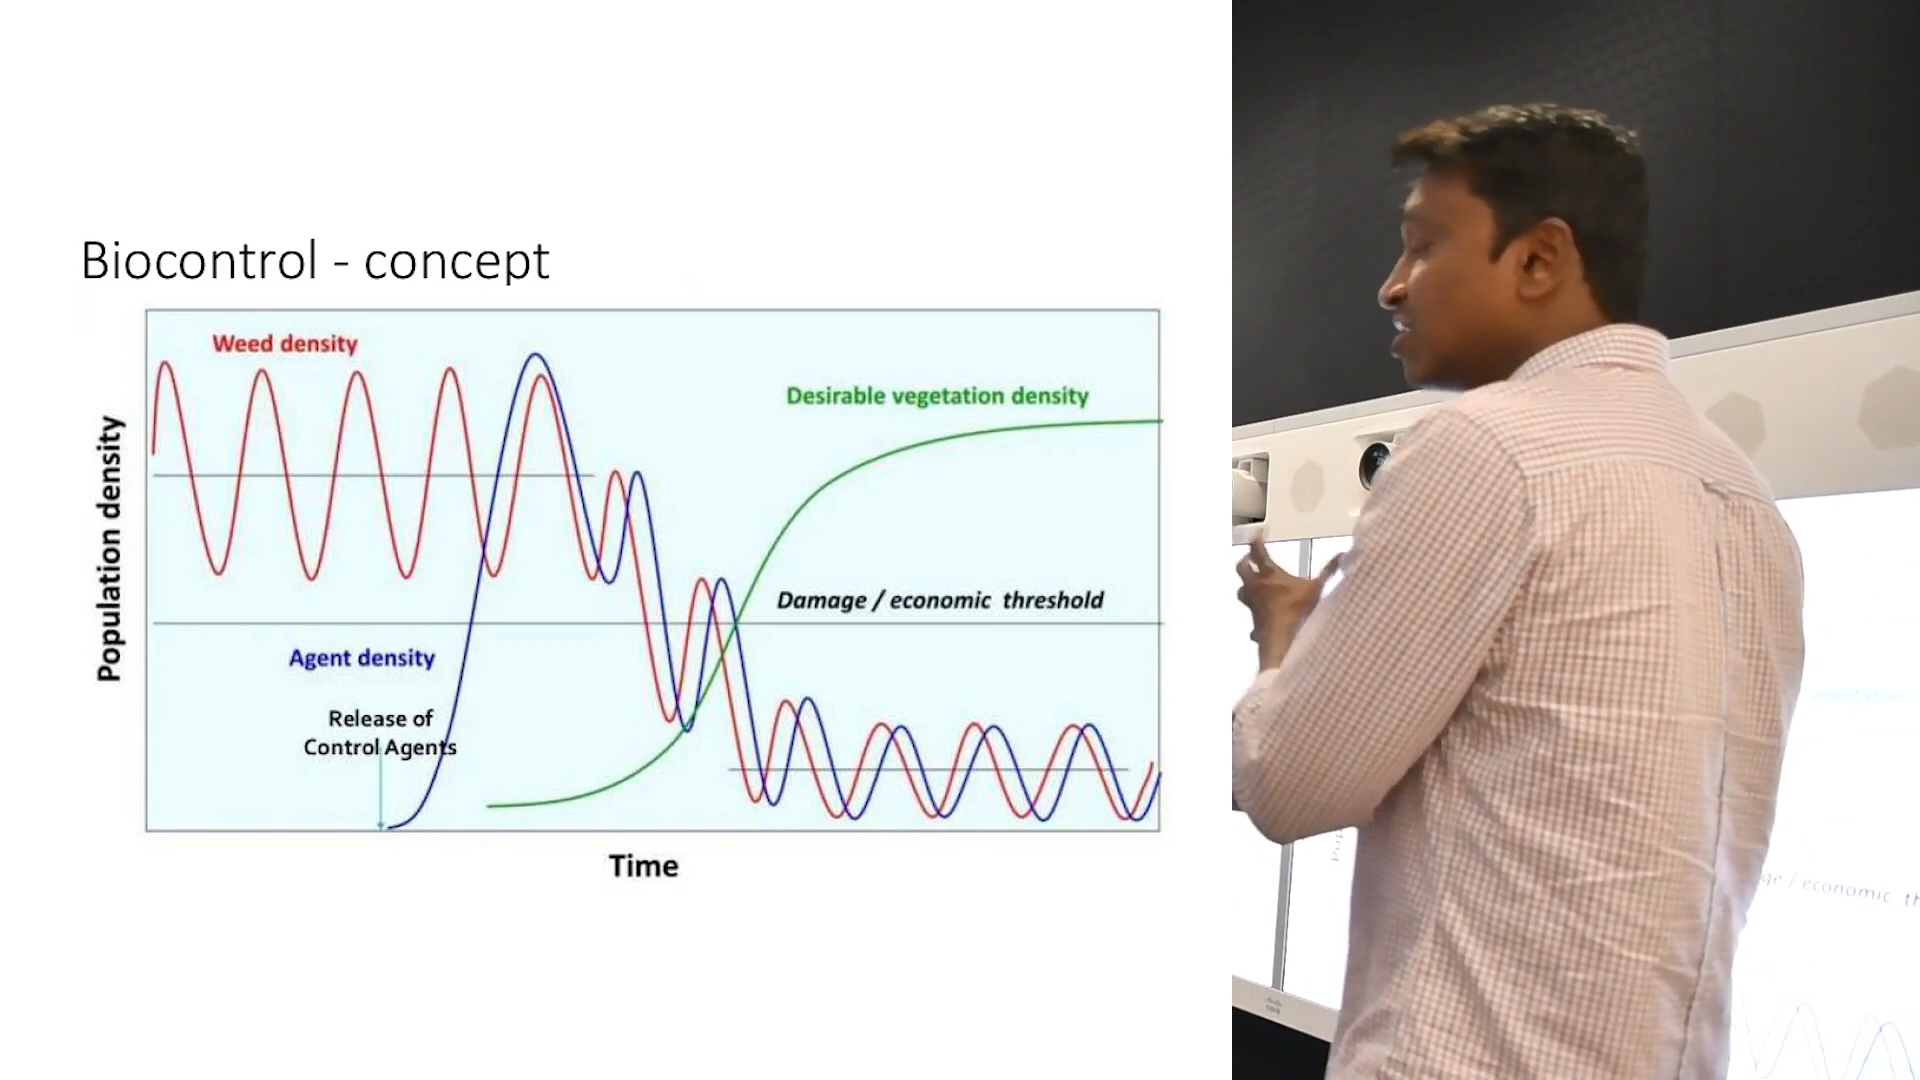 Biocontrol - concept
Weed density
Desirable vegetation density
Population density
Damage / economic threshold
Agent density
Release of
Control Agents
Time
economic